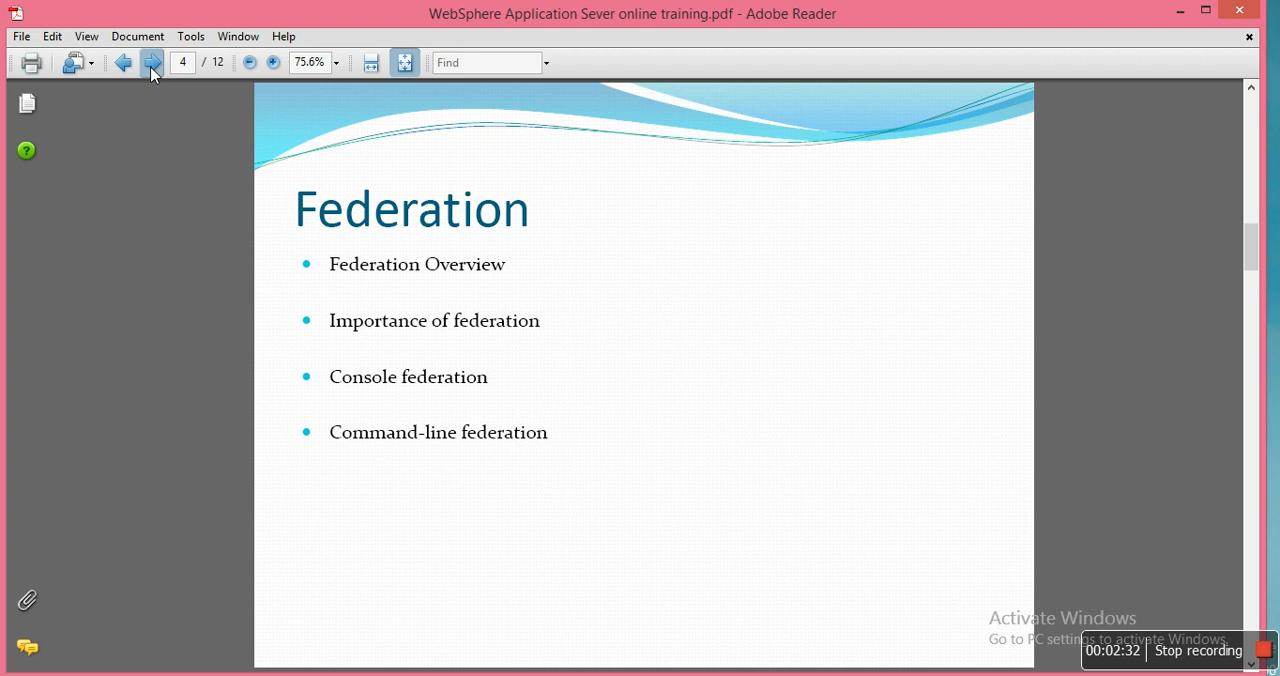 WebSphere Application Sever online training.pdf - Adobe Reader
File Edit View Document Tools Window Help
4 / 12 75.6% Find
Federation
Federation Overview
Importance of federation
Console federation
Command-line federation
Activate Windows
Go to PC settings to activate Windows.
00:02:32 Stop recording